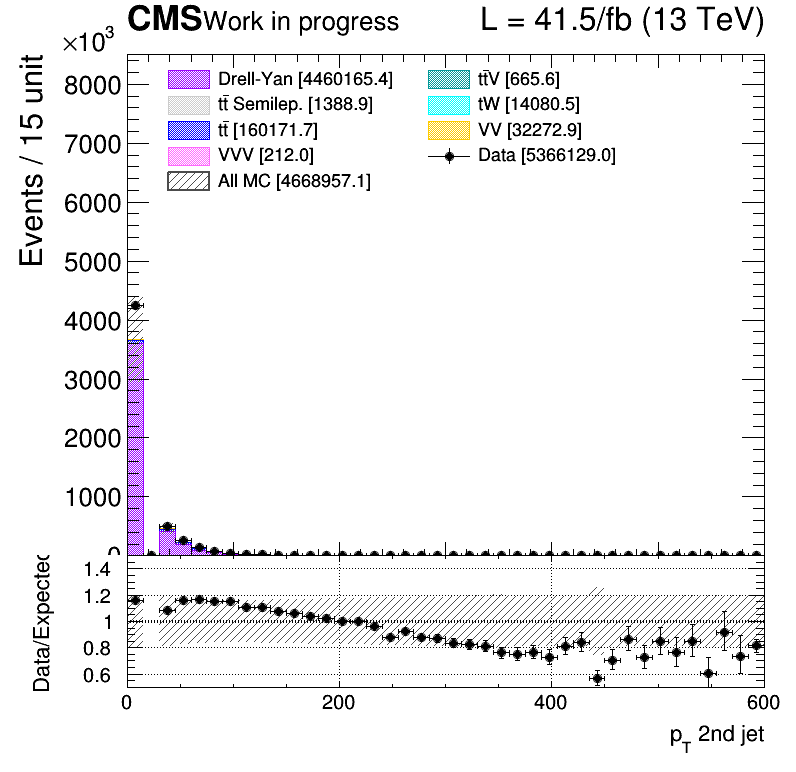 CMS Work in progress L = 41.5/fb (13 TeV)
×10³
Events / 15 unit
8000
7000
6000
5000
4000
3000
2000
1000
0
Drell-Yan [4460165.4]
tt̄ Semilep. [1388.9]
tt̄ [160171.7]
VVV [212.0]
All MC [4668957.1]
tt̄V [665.6]
tW [14080.5]
VV [32272.9]
Data [5366129.0]
Data/Expected
1.4
1.2
1
0.8
0.6
0 200 400 600
p_T 2nd jet